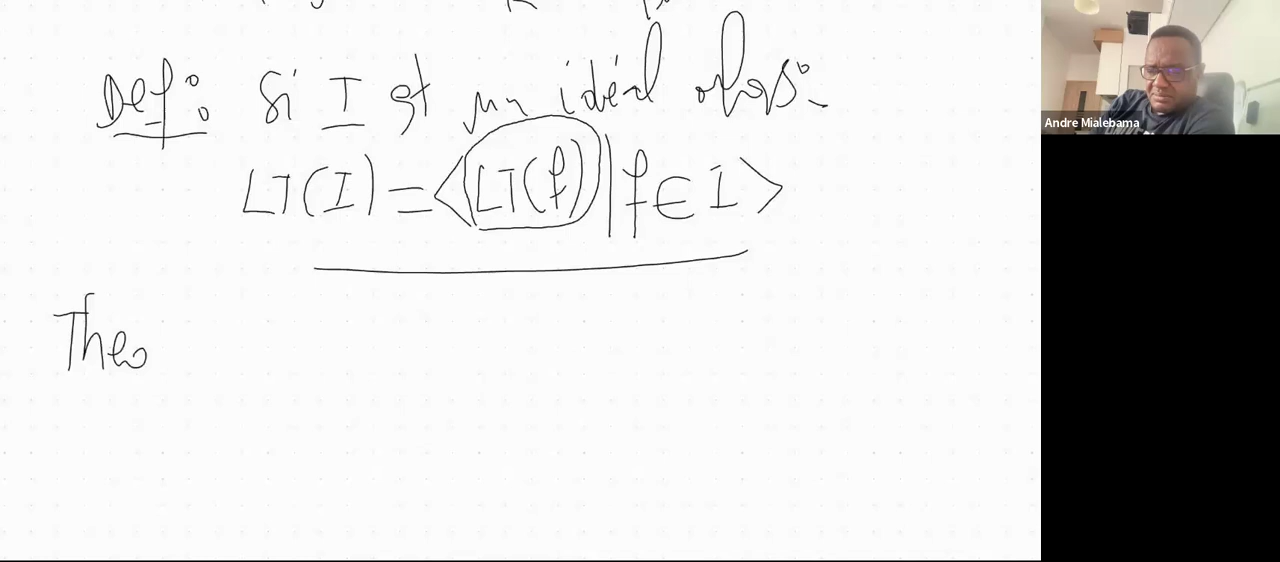 Def: Si I est un idéal alors:
LT(I) = <LT(f) | f ∈ I>
Theo
Andre Mialebama